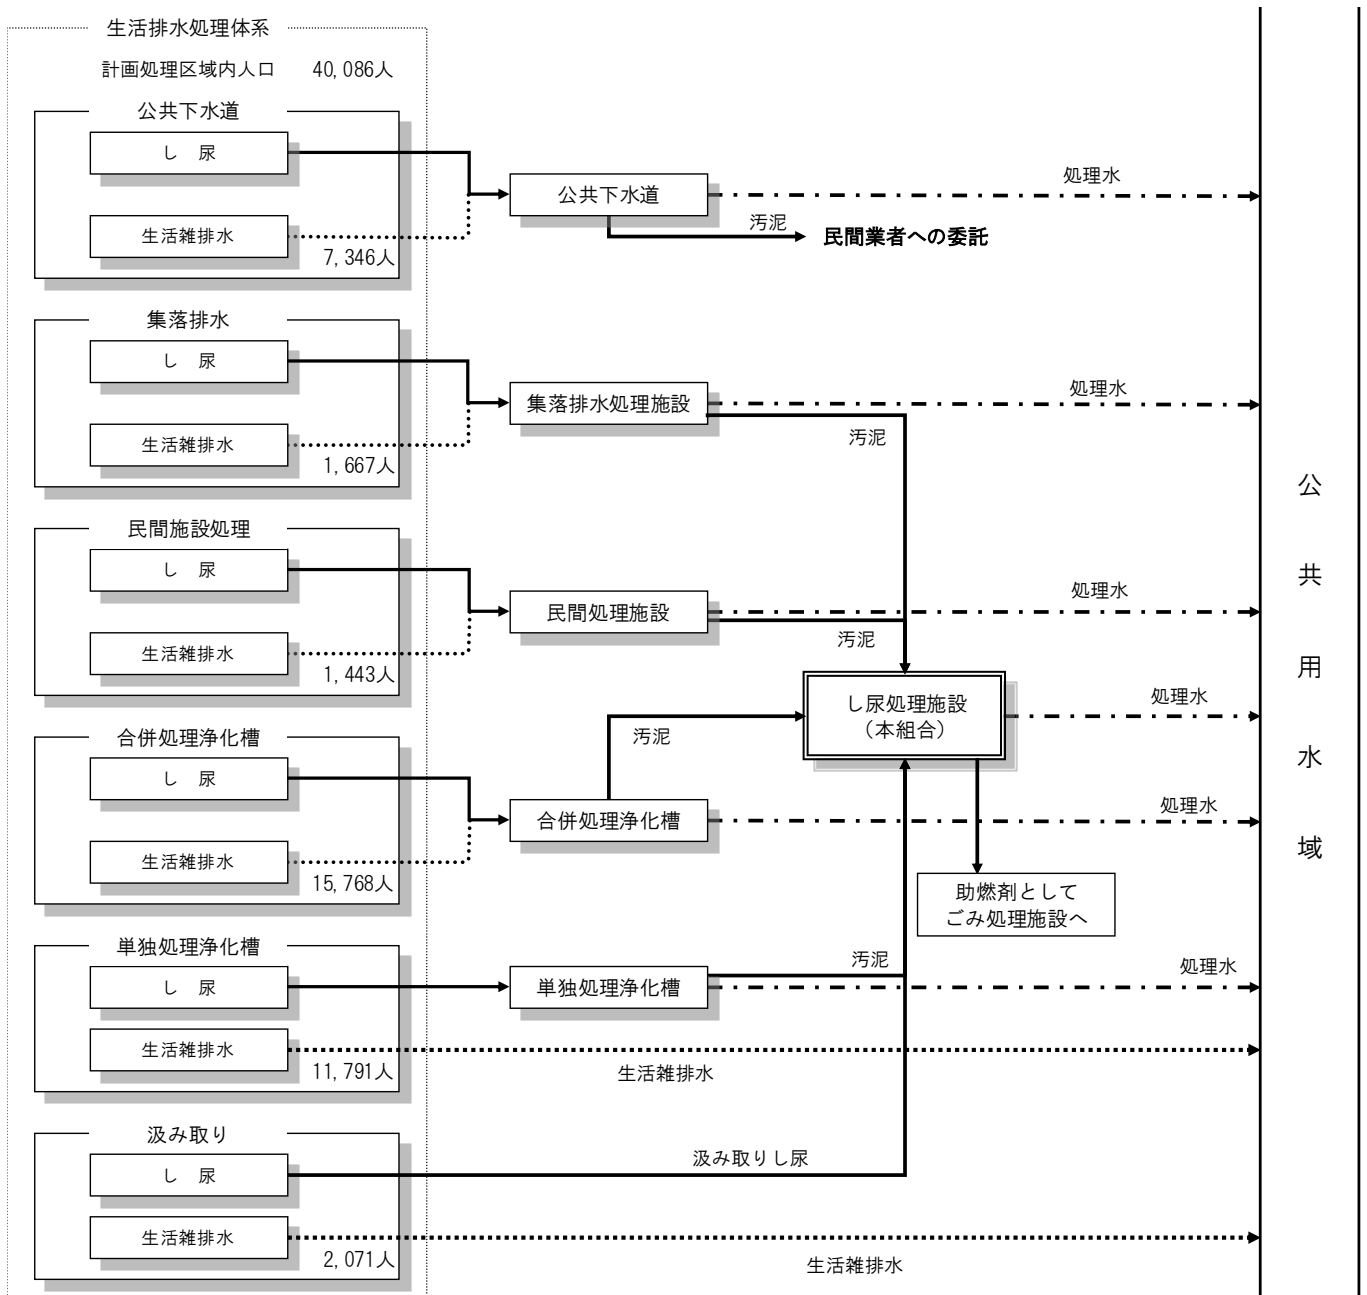 生活排水処理体系
計画処理区域内人口 40,086人
公共下水道
し 尿
生活雑排水
7,346人
公共下水道
処理水
汚泥
民間業者への委託
集落排水
し 尿
生活雑排水
1,667人
集落排水処理施設
処理水
汚泥
民間施設処理
し 尿
生活雑排水
1,443人
民間処理施設
処理水
汚泥
し尿処理施設
（本組合）
処理水
合併処理浄化槽
し 尿
生活雑排水
15,768人
汚泥
合併処理浄化槽
処理水
助燃剤として
ごみ処理施設へ
単独処理浄化槽
し 尿
生活雑排水
11,791人
単独処理浄化槽
汚泥
処理水
生活雑排水
汲み取り
し 尿
生活雑排水
2,071人
汲み取りし尿
生活雑排水
公共用水域